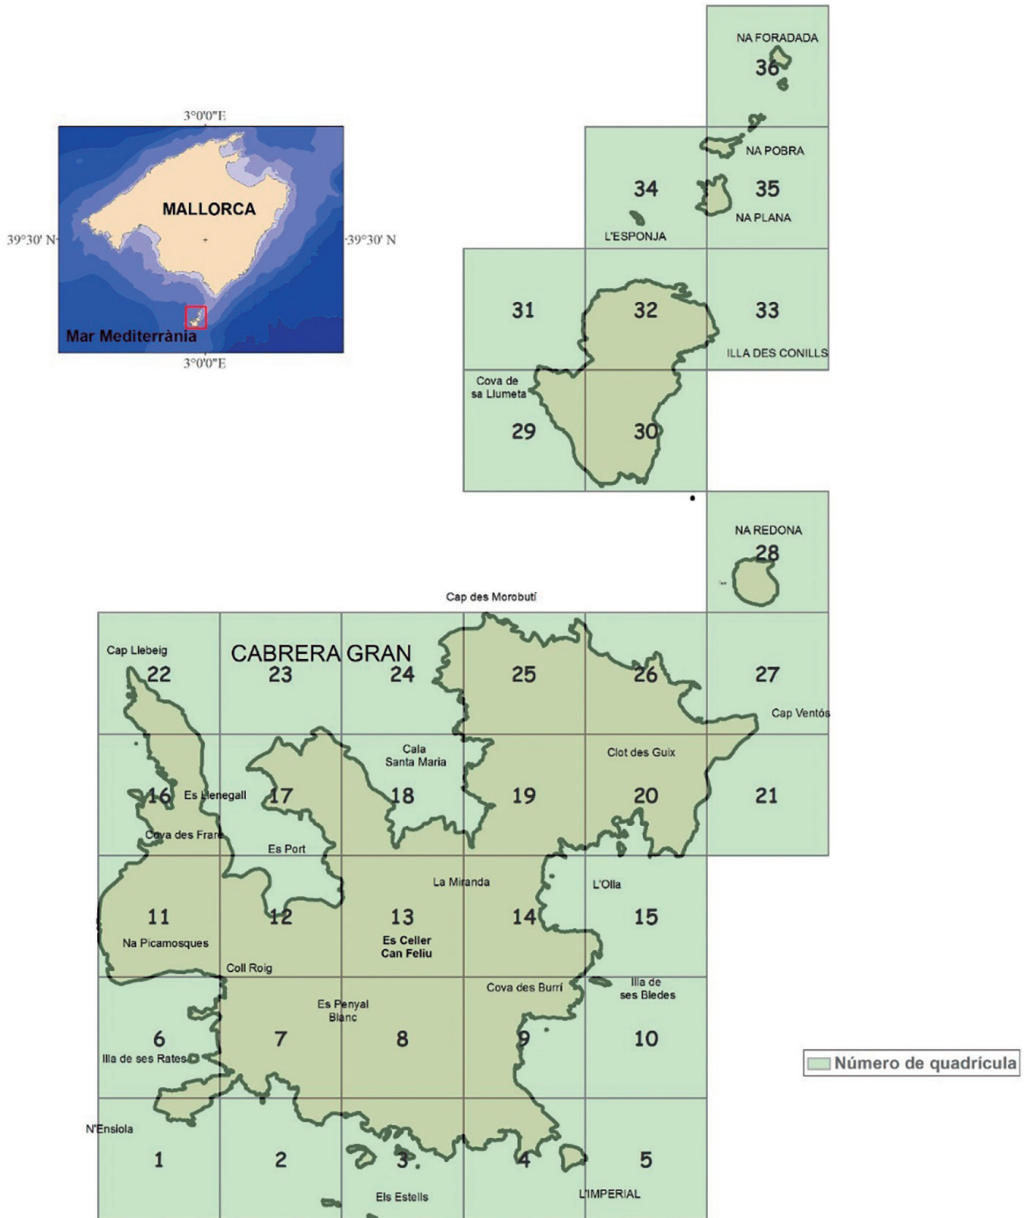 NA FORADADA
36
3°0'0"E
NA POBRA
34
35
MALLORCA
NA PLANA
39°30' N
39°30' N
L'ESPONJA
31
32
33
Mar Mediterrània
ILLA DES CONILLS
3°0'0"E
Cova de
sa Llumeta
29
30
NA REDONA
28
Cap des Morobutí
Cap Llebeig
CABRERA GRAN
22
23
24
25
26
27
Cap Ventós
Cala
Santa Maria
Clot des Guix
16
Es Llenegall
17
18
19
20
21
Cova des Frare
Es Port
La Miranda
L'Olla
11
12
13
14
15
Na Picamosques
Es Celler
Can Feliu
Coll Roig
Cova des Burrí
Illa de
ses Bledes
Es Penyal
Blanc
6
7
8
9
10
Illa de ses Rates
Número de quadrícula
N'Ensiola
1
2
3
4
5
Els Estells
L'IMPERIAL